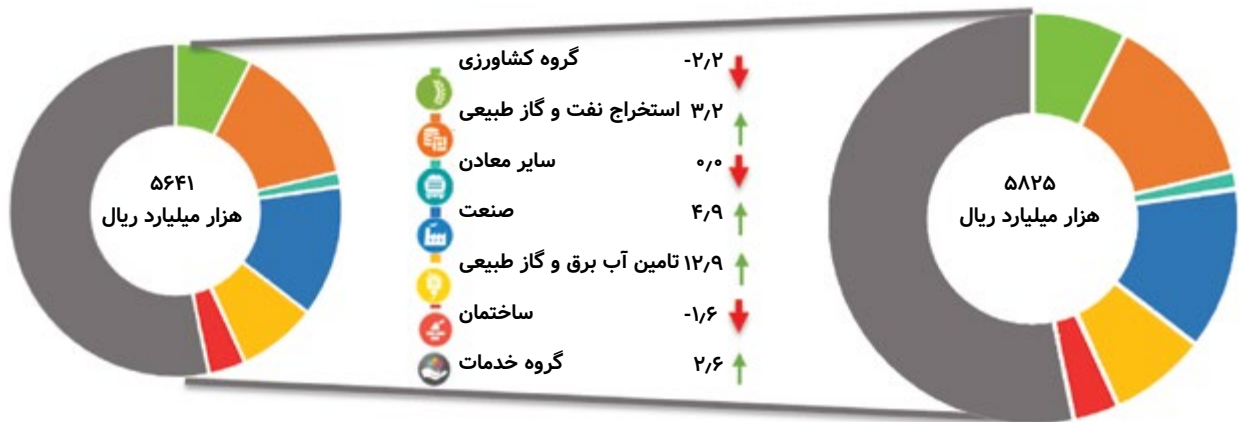 گروه کشاورزی -۲٫۲
استخراج نفت و گاز طبیعی ۳٫۲
سایر معادن ۰٫۰
صنعت ۴٫۹
تامین آب برق و گاز طبیعی ۱۲٫۹
ساختمان -۱٫۶
گروه خدمات ۲٫۶
۵۸۲۵
هزار میلیارد ریال
۵۶۴۱
هزار میلیارد ریال